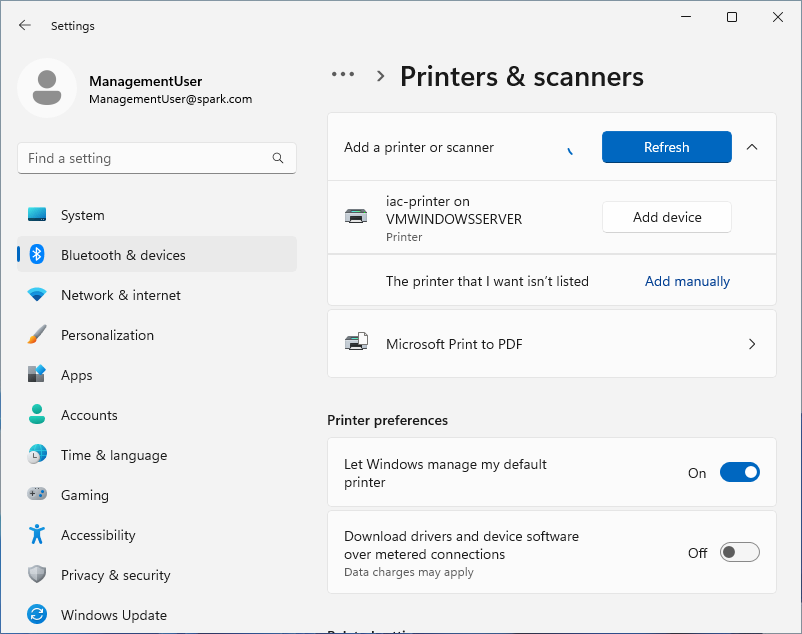 Settings
ManagementUser
ManagementUser@spark.com
Find a setting
System
Bluetooth & devices
Network & internet
Personalization
Apps
Accounts
Time & language
Gaming
Accessibility
Privacy & security
Windows Update
Printers & scanners
Add a printer or scanner
Refresh
iac-printer on
VMWINDOWSSERVER
Printer
Add device
The printer that I want isn’t listed
Add manually
Microsoft Print to PDF
Printer preferences
Let Windows manage my default
printer
On
Download drivers and device software
over metered connections
Data charges may apply
Off